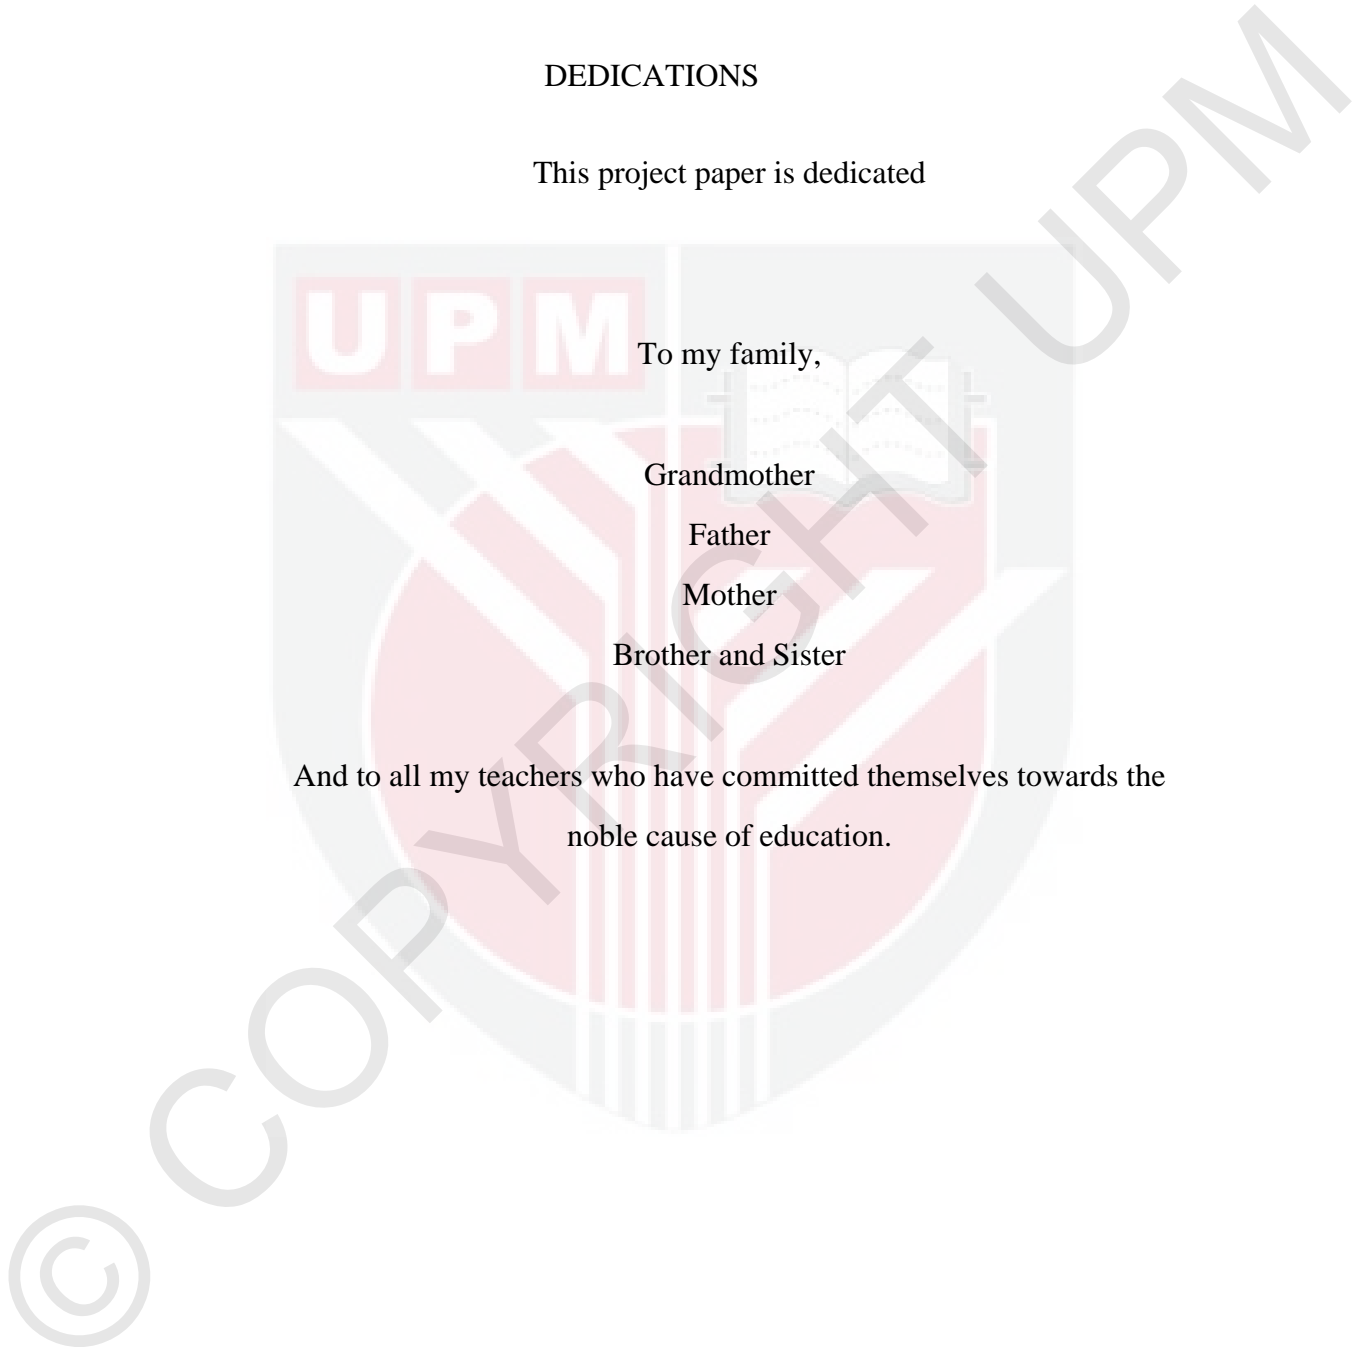 DEDICATIONS
This project paper is dedicated
UPM
To my family,
Grandmother
Father
Mother
Brother and Sister
And to all my teachers who have committed themselves towards the
noble cause of education.
© COPYRIGHT UPM